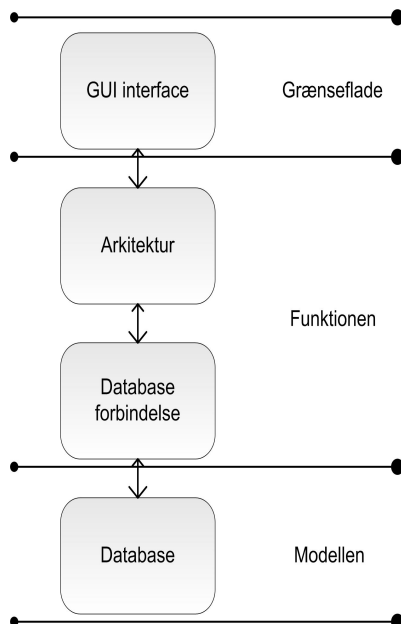 GUI interface
Grænseflade
Arkitektur
Funktionen
Database
forbindelse
Database
Modellen